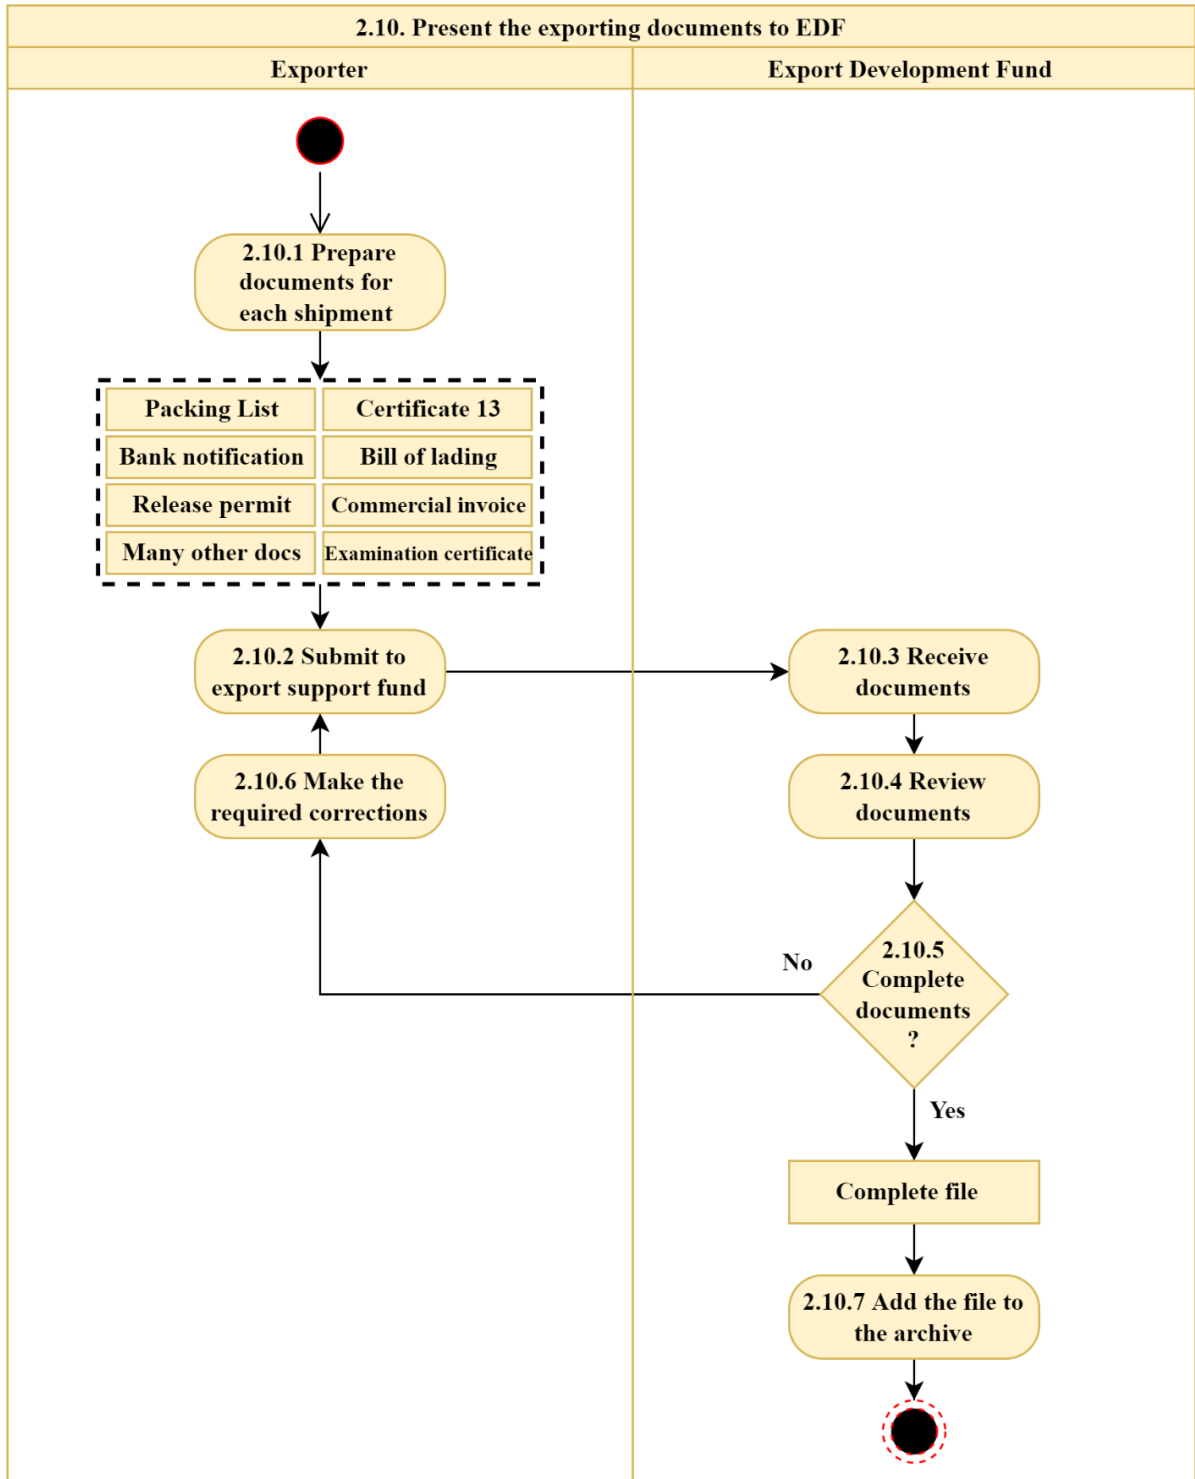 2.10. Present the exporting documents to EDF
Exporter
Export Development Fund
2.10.1 Prepare
documents for
each shipment
Packing List
Certificate 13
Bank notification
Bill of lading
Release permit
Commercial invoice
Many other docs
Examination certificate
2.10.2 Submit to
export support fund
2.10.3 Receive
documents
2.10.6 Make the
required corrections
2.10.4 Review
documents
2.10.5
Complete
documents
?
No
Yes
Complete file
2.10.7 Add the file to
the archive